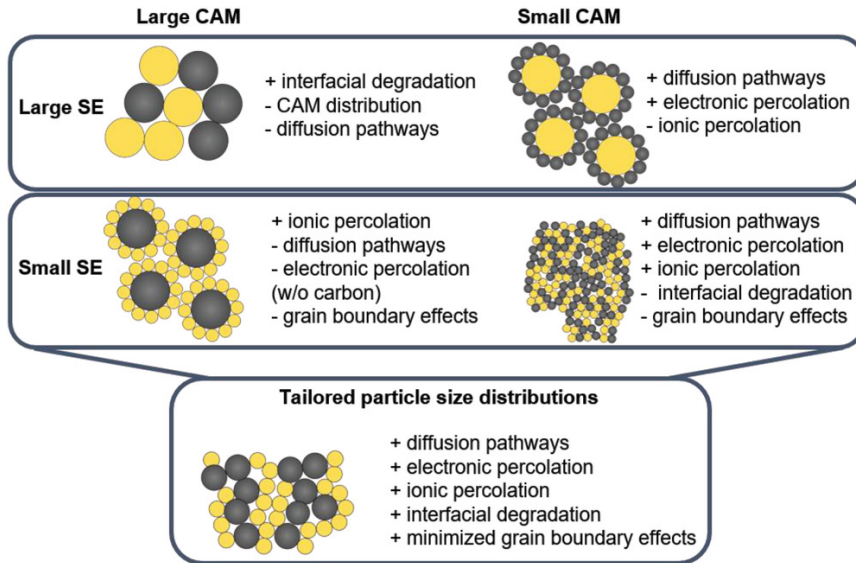 Large CAM
Small CAM
Large SE
+ interfacial degradation
- CAM distribution
- diffusion pathways
+ diffusion pathways
+ electronic percolation
- ionic percolation
Small SE
+ ionic percolation
- diffusion pathways
- electronic percolation
(w/o carbon)
- grain boundary effects
+ diffusion pathways
+ electronic percolation
+ ionic percolation
- interfacial degradation
- grain boundary effects
Tailored particle size distributions
+ diffusion pathways
+ electronic percolation
+ ionic percolation
+ interfacial degradation
+ minimized grain boundary effects